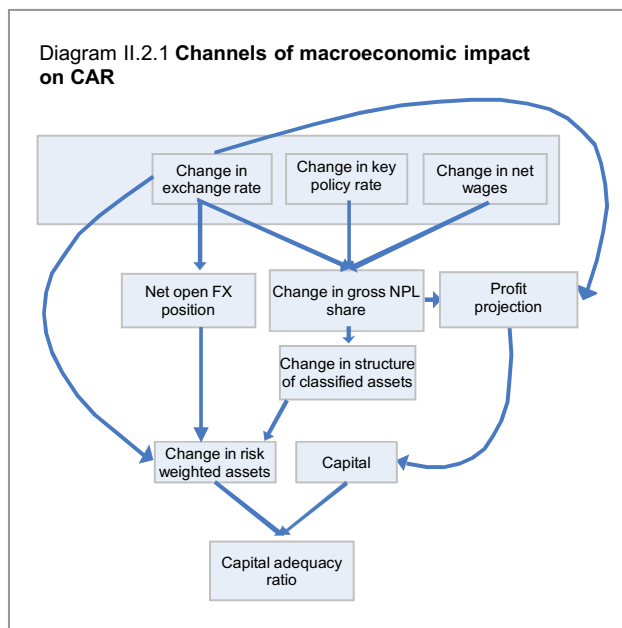 Diagram II.2.1 Channels of macroeconomic impact
on CAR
Change in
exchange rate
Change in key
policy rate
Change in net
wages
Net open FX
position
Change in gross NPL
share
Profit
projection
Change in structure
of classified assets
Change in risk
weighted assets
Capital
Capital adequacy
ratio